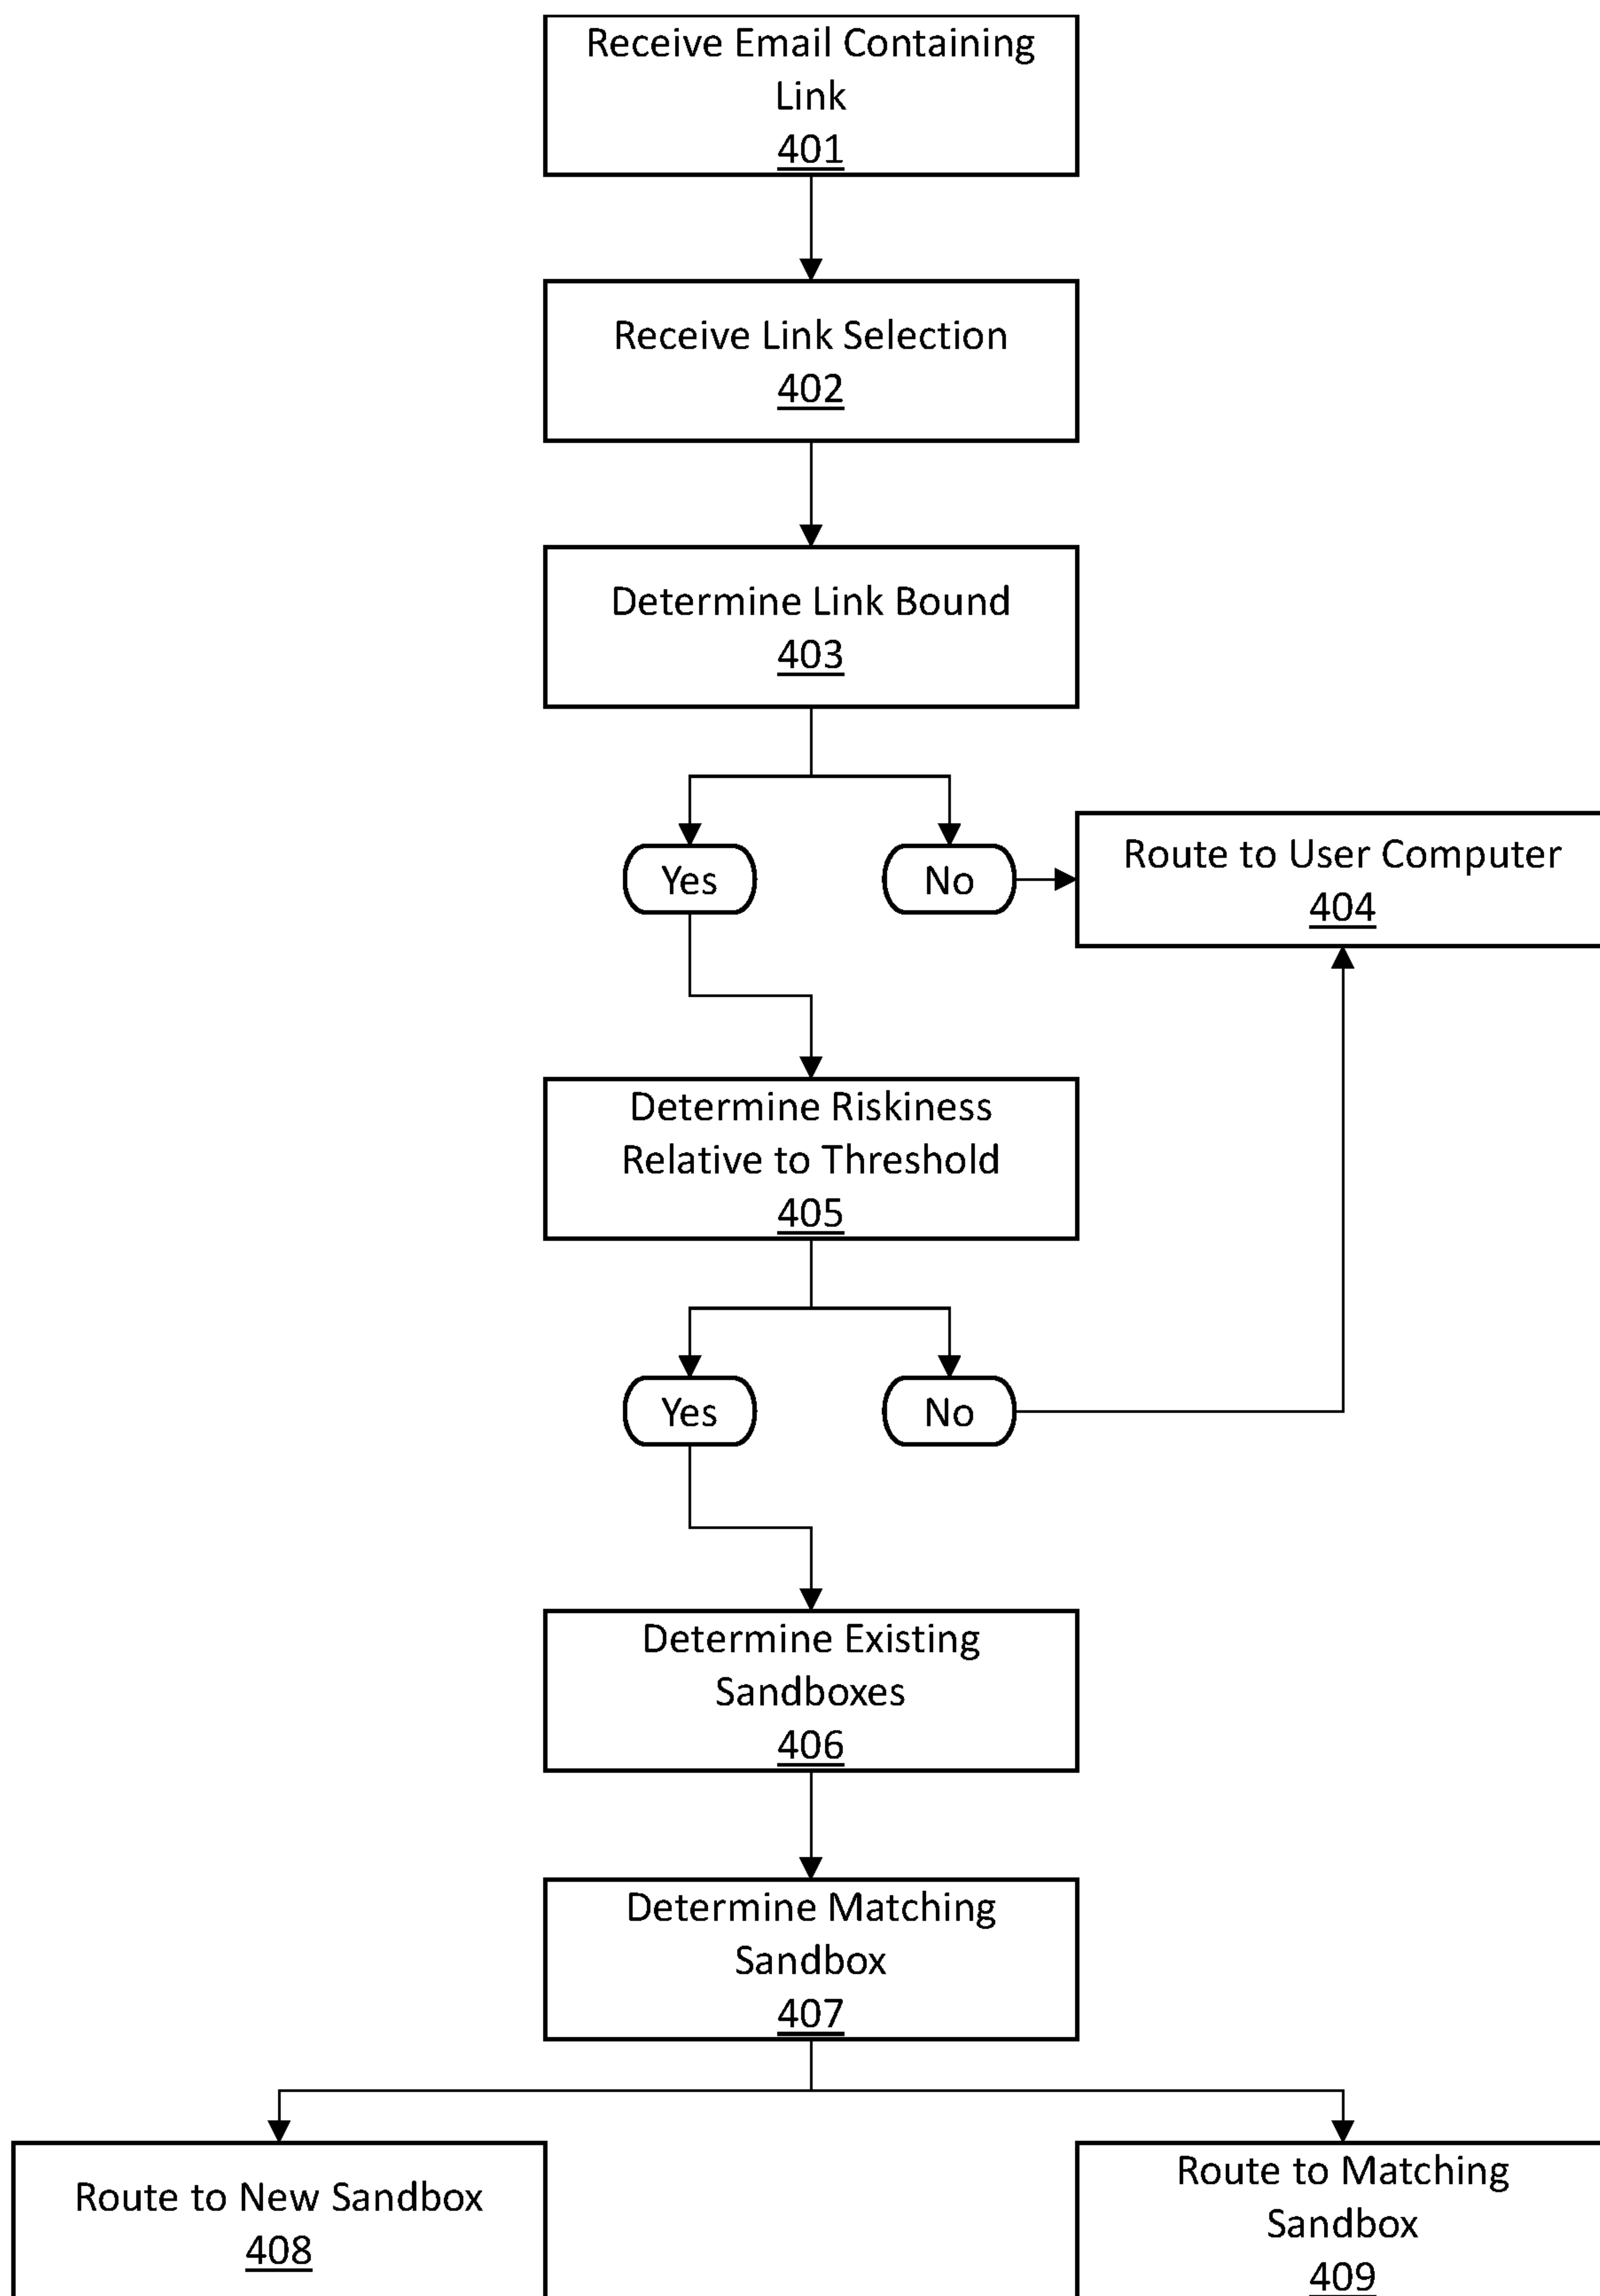 Receive Email Containing
Link
401
Receive Link Selection
402
Determine Link Bound
403
Yes
No
Route to User Computer
404
Determine Riskiness
Relative to Threshold
405
Yes
No
Determine Existing
Sandboxes
406
Determine Matching
Sandbox
407
Route to New Sandbox
408
Route to Matching
Sandbox
409